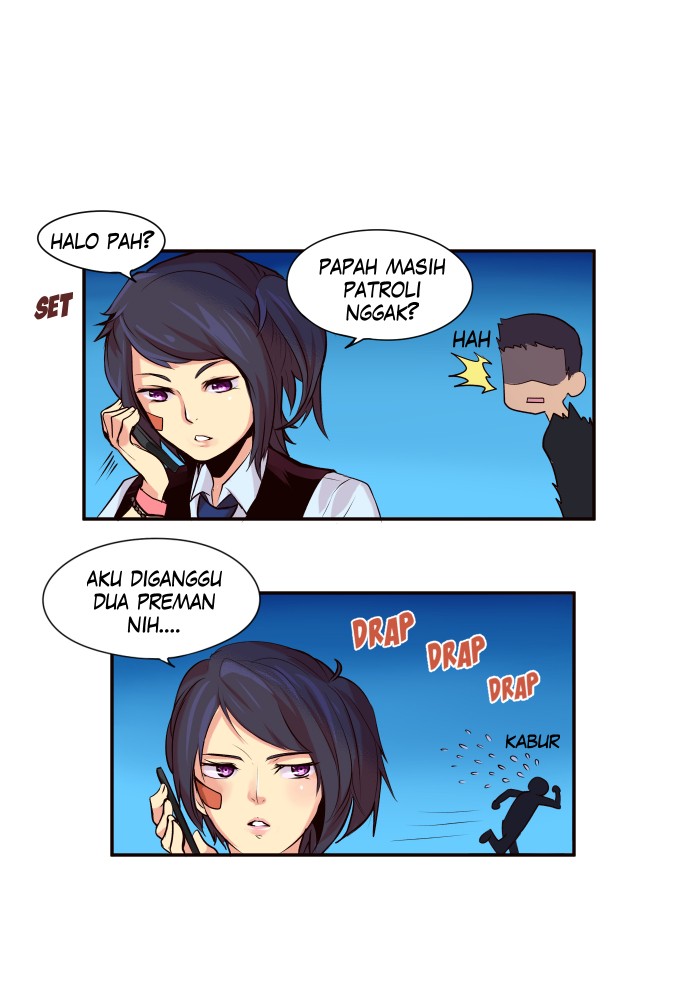 HALO PAH?
SET
PAPAH MASIH
PATROLI
NGGAK?
HAH
AKU DIGANGGU
DUA PREMAN
NIH....
DRAP
DRAP
DRAP
KABUR